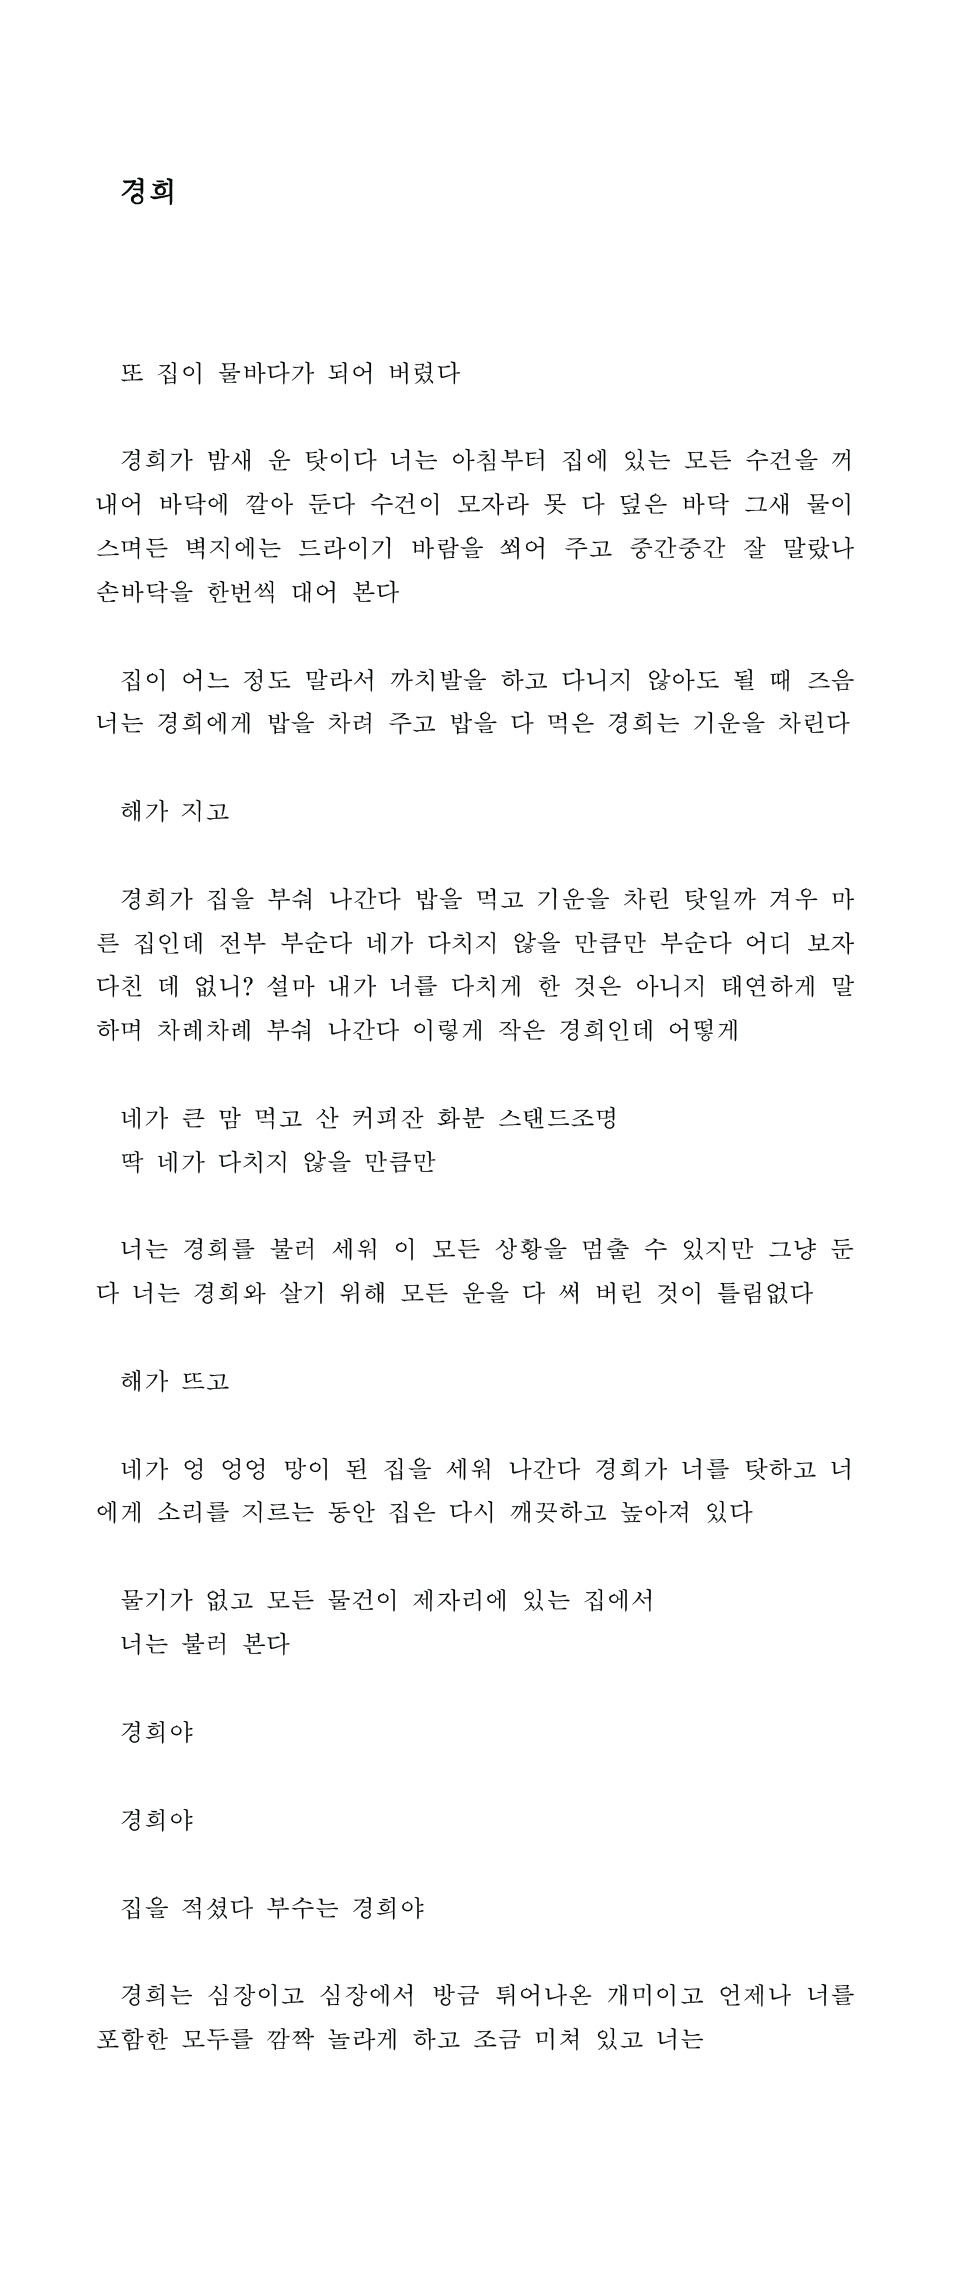 경희
또 집이 물바다가 되어 버렸다
경희가 밤새 운 탓이다 너는 아침부터 집에 있는 모든 수건을 꺼
내어 바닥에 깔아 둔다 수건이 모자라 못 다 덮은 바닥 그새 물이
스며든 벽지에는 드라이기 바람을 쐬어 주고 중간중간 잘 말랐나
손바닥을 한번씩 대어 본다
집이 어느 정도 말라서 까치발을 하고 다니지 않아도 될 때 즈음
너는 경희에게 밥을 차려 주고 밥을 다 먹은 경희는 기운을 차린다
해가 지고
경희가 집을 부숴 나간다 밥을 먹고 기운을 차린 탓일까 겨우 마
른 집인데 전부 부순다 네가 다치지 않을 만큼만 부순다 어디 보자
다친 데 없니? 설마 내가 너를 다치게 한 것은 아니지 태연하게 말
하며 차례차례 부숴 나간다 이렇게 작은 경희인데 어떻게
네가 큰 맘 먹고 산 커피잔 화분 스탠드조명
딱 네가 다치지 않을 만큼만
너는 경희를 불러 세워 이 모든 상황을 멈출 수 있지만 그냥 둔
다 너는 경희와 살기 위해 모든 운을 다 써 버린 것이 틀림없다
해가 뜨고
네가 엉 엉엉 망이 된 집을 세워 나간다 경희가 너를 탓하고 너
에게 소리를 지르는 동안 집은 다시 깨끗하고 높아져 있다
물기가 없고 모든 물건이 제자리에 있는 집에서
너는 불러 본다
경희야
경희야
집을 적셨다 부수는 경희야
경희는 심장이고 심장에서 방금 튀어나온 개미이고 언제나 너를
포함한 모두를 깜짝 놀라게 하고 조금 미쳐 있고 너는